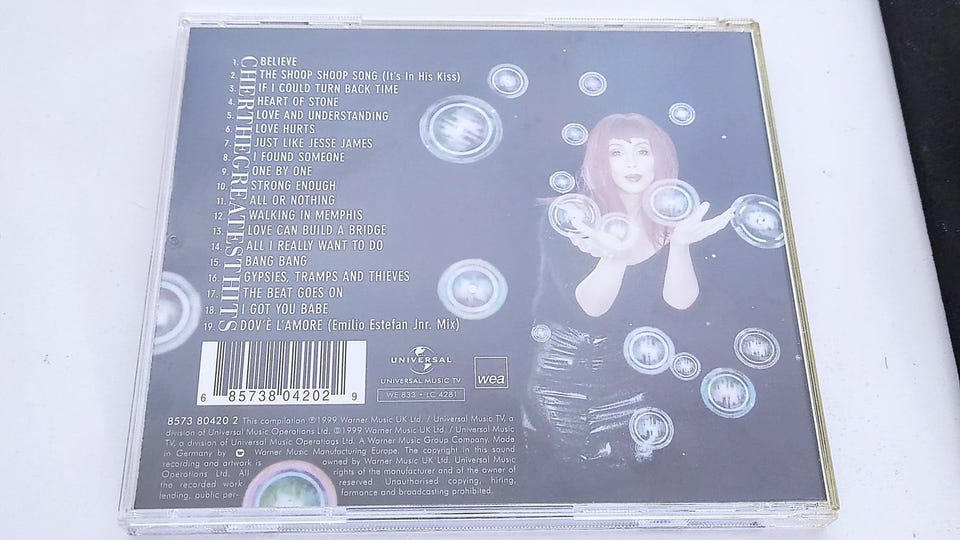 1. BELIEVE
2. THE SHOOP SHOOP SONG (It's In His Kiss)
3. IF I COULD TURN BACK TIME
4. HEART OF STONE
5. LOVE AND UNDERSTANDING
6. LOVE HURTS
7. JUST LIKE JESSE JAMES
8. I FOUND SOMEONE
9. ONE BY ONE
10. STRONG ENOUGH
11. ALL OR NOTHING
12. WALKING IN MEMPHIS
13. LOVE CAN BUILD A BRIDGE
14. ALL I REALLY WANT TO DO
15. BANG BANG
16. GYPSIES, TRAMPS AND THIEVES
17. THE BEAT GOES ON
18. I GOT YOU BABE
19. DOV'È L'AMORE (Emilio Estefan Jnr. Mix)
CHERTHEGREATESTHITS
6 85738 04202 9
UNIVERSAL
UNIVERSAL MUSIC TV
WE 833 • LC 4281
wea
8573 80420 2 This compilation ℗1999 Warner Music UK Ltd. / Universal Music TV, a
division of Universal Music Operations Ltd. ©1999 Warner Music UK Ltd. / Universal Music
TV, a division of Universal Music Operations Ltd. A Warner Music Group Company. Made
in Germany by Warner Music Manufacturing Europe. The copyright in this sound
recording and artwork is owned by Warner Music UK Ltd. Universal Music
Operations Ltd. All rights of the manufacturer and of the owner of
the recorded work reserved. Unauthorised copying, hiring,
lending, public per- formance and broadcasting prohibited.